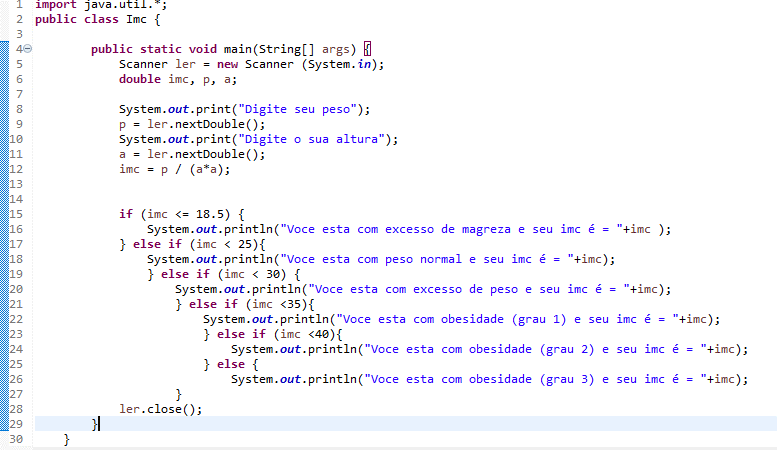 1 import java.util.*;
2 public class Imc {
3
4 public static void main(String[] args) {
5 Scanner ler = new Scanner (System.in);
6 double imc, p, a;
7
8 System.out.print("Digite seu peso");
9 p = ler.nextDouble();
10 System.out.print("Digite o sua altura");
11 a = ler.nextDouble();
12 imc = p / (a*a);
13
14
15 if (imc <= 18.5) {
16 System.out.println("Voce esta com excesso de magreza e seu imc é = "+imc );
17 } else if (imc < 25){
18 System.out.println("Voce esta com peso normal e seu imc é = "+imc);
19 } else if (imc < 30) {
20 System.out.println("Voce esta com excesso de peso e seu imc é = "+imc);
21 } else if (imc <35){
22 System.out.println("Voce esta com obesidade (grau 1) e seu imc é = "+imc);
23 } else if (imc <40){
24 System.out.println("Voce esta com obesidade (grau 2) e seu imc é = "+imc);
25 } else {
26 System.out.println("Voce esta com obesidade (grau 3) e seu imc é = "+imc);
27 }
28 ler.close();
29 }
30 }